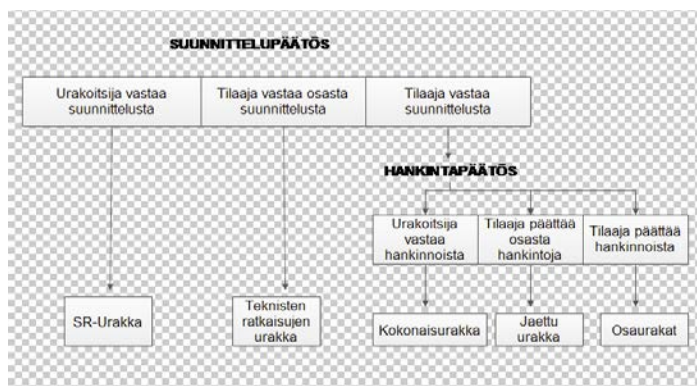 SUUNNITTELUPÄÄTÖS
Urakoitsija vastaa
suunnittelusta
Tilaaja vastaa osasta
suunnittelusta
Tilaaja vastaa
suunnittelusta
HANKINTAPÄÄTÖS
Urakoitsija
vastaa
hankinnoista
Tilaaja päättää
osasta
hankintoja
Tilaaja päättää
hankinnoista
SR-Urakka
Teknisten
ratkaisujen
urakka
Kokonaisurakka
Jaettu
urakka
Osaurakat